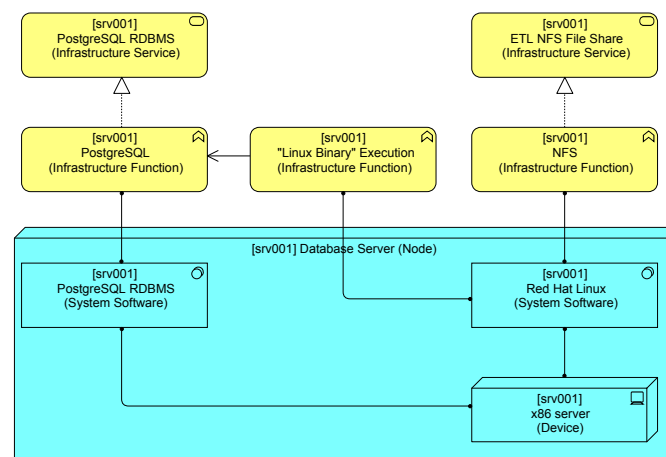 [srv001]
PostgreSQL RDBMS
(Infrastructure Service)
[srv001]
ETL NFS File Share
(Infrastructure Service)
[srv001]
PostgreSQL
(Infrastructure Function)
[srv001]
"Linux Binary" Execution
(Infrastructure Function)
[srv001]
NFS
(Infrastructure Function)
[srv001] Database Server (Node)
[srv001]
PostgreSQL RDBMS
(System Software)
[srv001]
Red Hat Linux
(System Software)
[srv001]
x86 server
(Device)